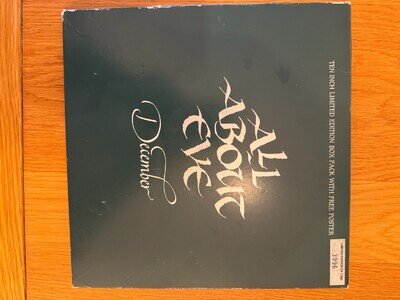 TEN INCH LIMITED EDITION BOX PACK WITH FREE POSTER
ALL
ABOUT
EVE
December